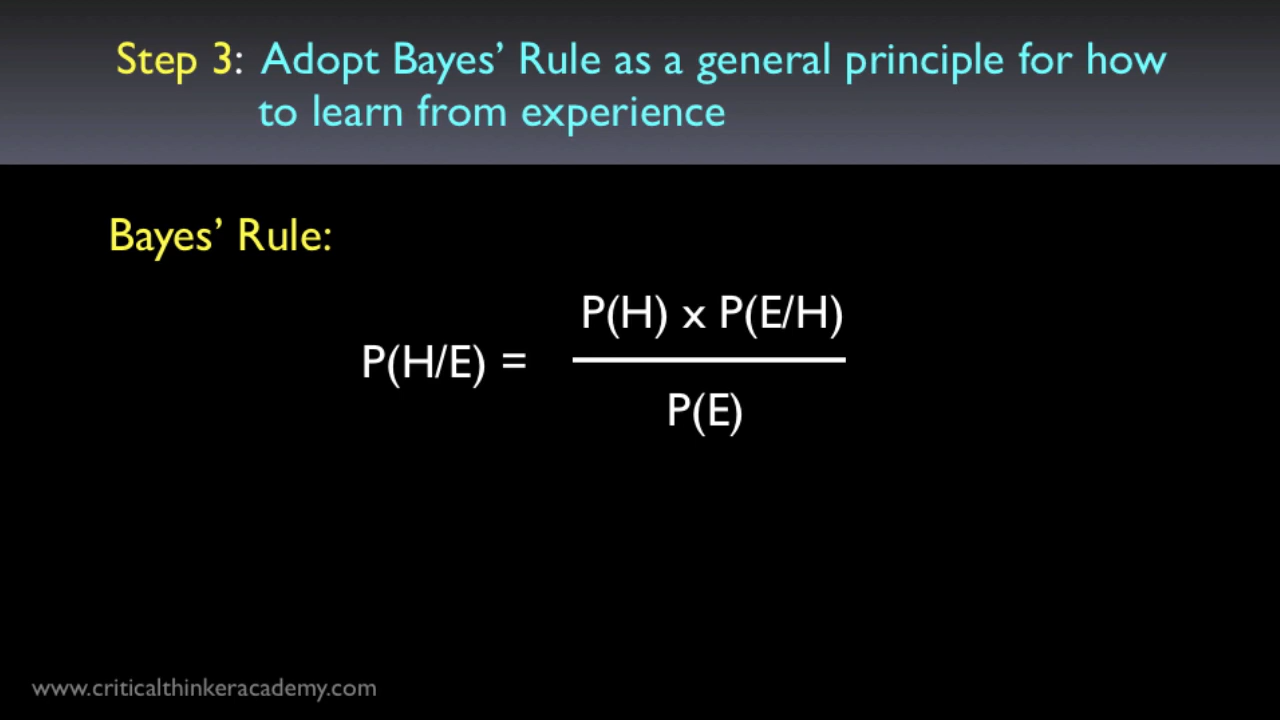 Step 3: Adopt Bayes’ Rule as a general principle for how
to learn from experience
Bayes’ Rule:
P(H) x P(E/H)
P(H/E) =
P(E)
www.criticalthinkeracademy.com